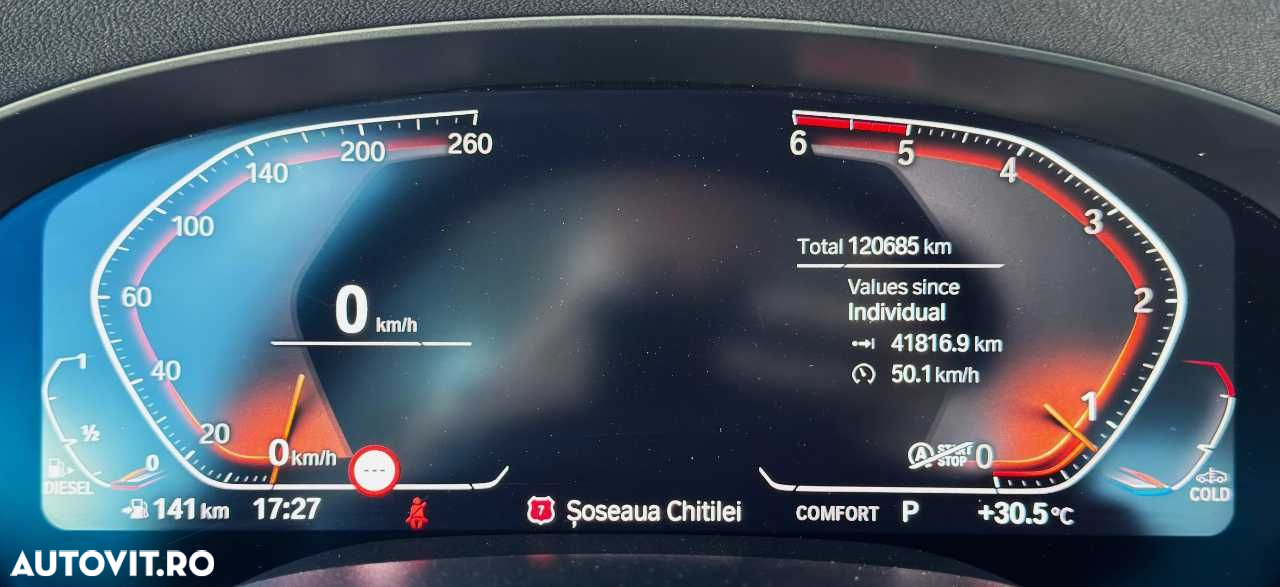 260
200
140
100
60
40
20
0 km/h
0 km/h
---
1
½
0
DIESEL
141 km
17:27
6
5
4
3
2
1
0
Total 120685 km
Values since
Individual
41816.9 km
50.1 km/h
A START
STOP
7 Șoseaua Chitilei
COMFORT P
+30.5 °C
COLD
AUTOVIT.RO